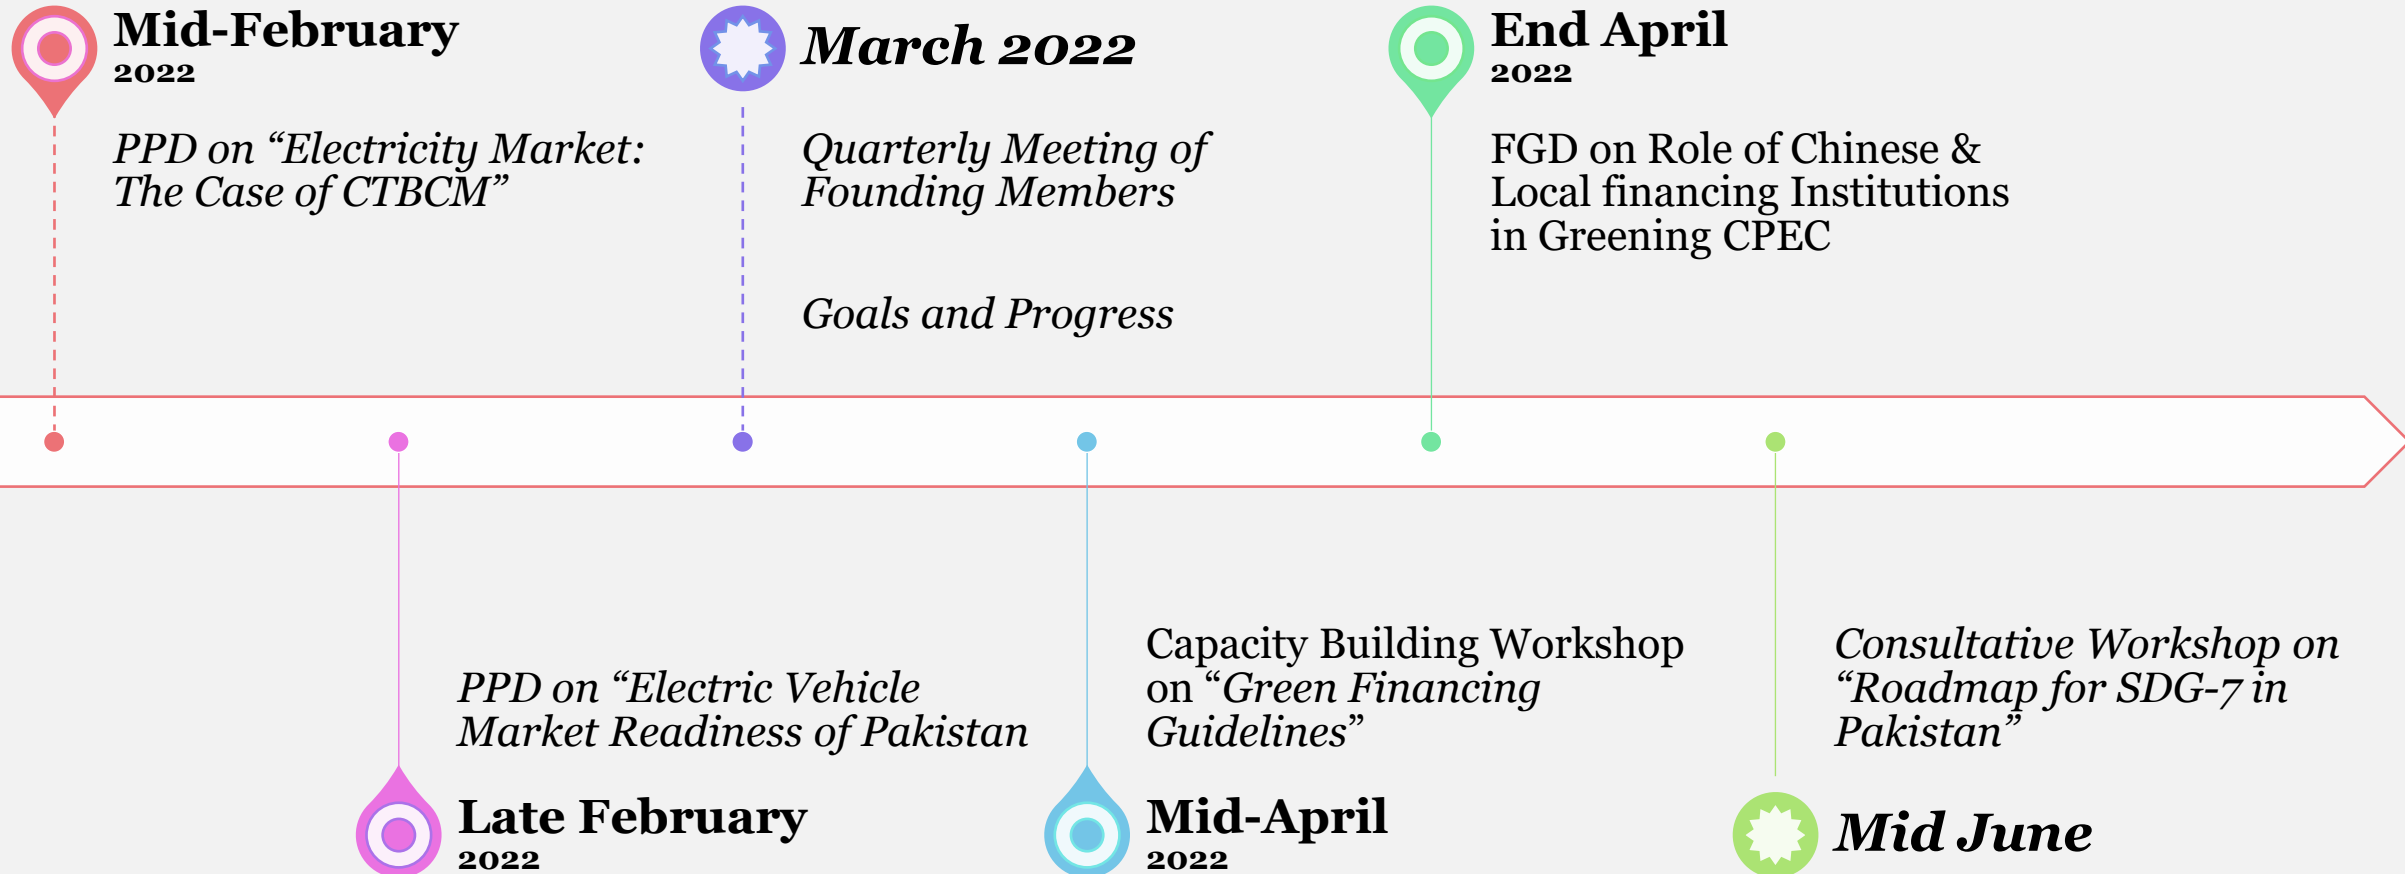 Mid-February
2022
PPD on “Electricity Market:
The Case of CTBCM”
March 2022
Quarterly Meeting of
Founding Members
Goals and Progress
End April
2022
FGD on Role of Chinese &
Local financing Institutions
in Greening CPEC
PPD on “Electric Vehicle
Market Readiness of Pakistan
Late February
2022
Capacity Building Workshop
on “Green Financing
Guidelines”
Mid-April
2022
Consultative Workshop on
“Roadmap for SDG-7 in
Pakistan”
Mid June